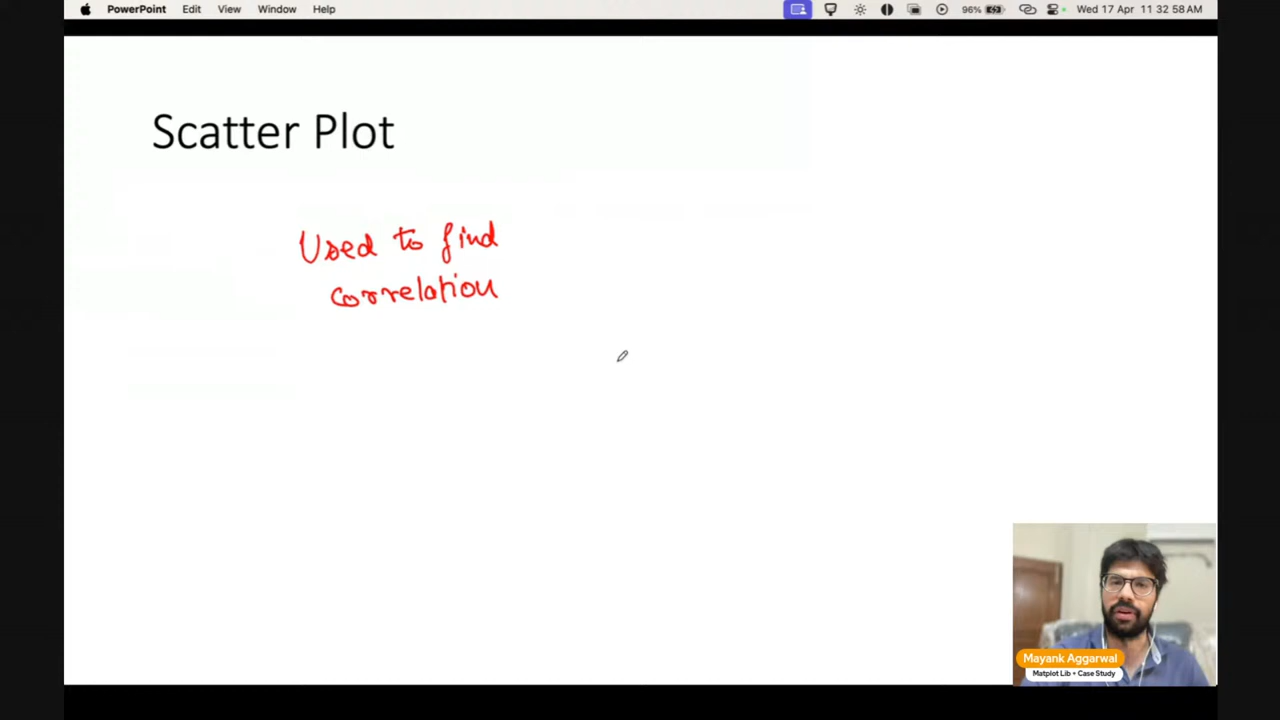 PowerPoint Edit View Window Help 96% Wed 17 Apr 11 32 58 AM
Scatter Plot
Used to find
correlation
Mayank Aggarwal
Matplot Lib + Case Study